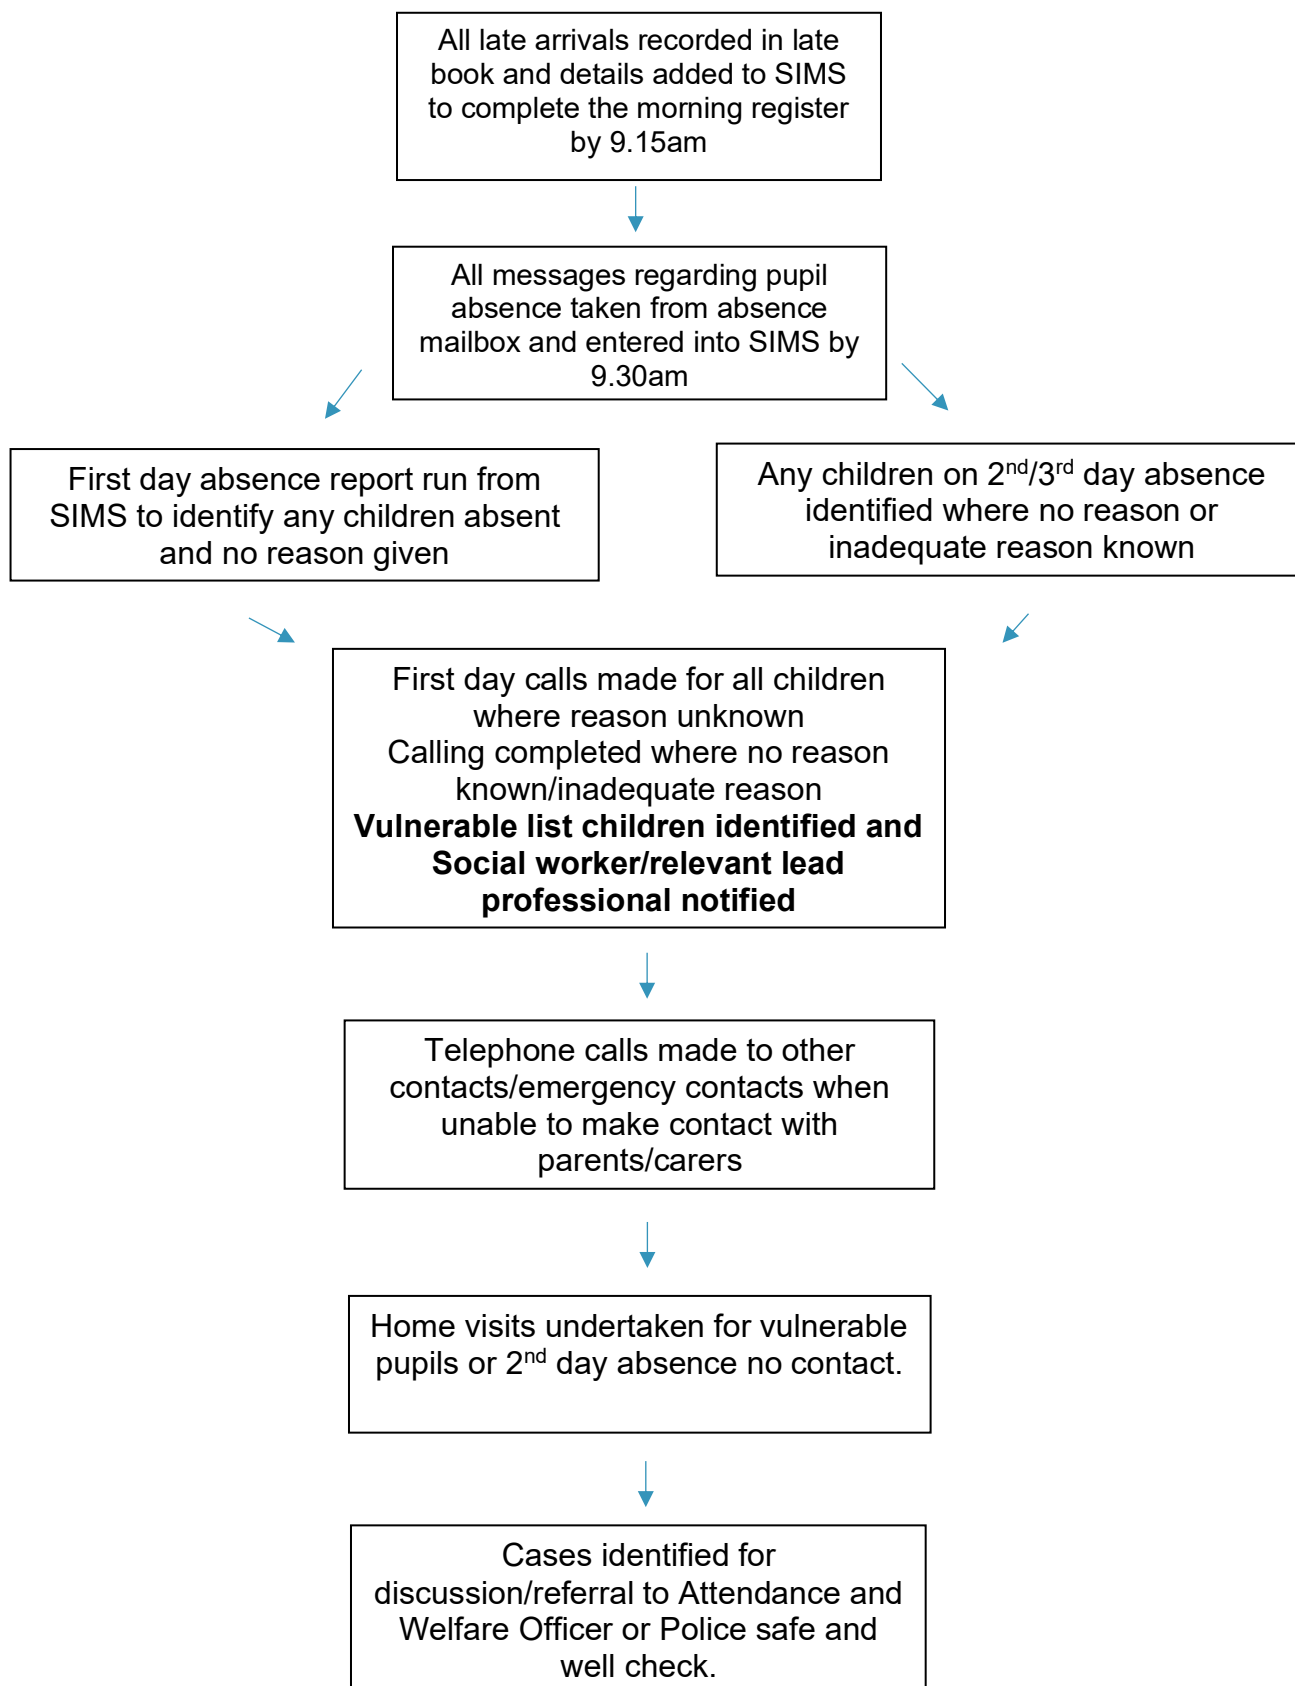 All late arrivals recorded in late
book and details added to SIMS
to complete the morning register
by 9.15am
All messages regarding pupil
absence taken from absence
mailbox and entered into SIMS by
9.30am
First day absence report run from
SIMS to identify any children absent
and no reason given
Any children on 2nd/3rd day absence
identified where no reason or
inadequate reason known
First day calls made for all children
where reason unknown
Calling completed where no reason
known/inadequate reason
Vulnerable list children identified and
Social worker/relevant lead
professional notified
Telephone calls made to other
contacts/emergency contacts when
unable to make contact with
parents/carers
Home visits undertaken for vulnerable
pupils or 2nd day absence no contact.
Cases identified for
discussion/referral to Attendance and
Welfare Officer or Police safe and
well check.